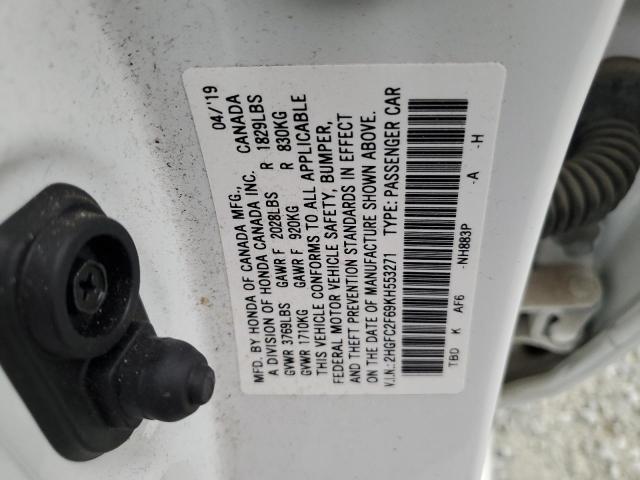 MFD. BY HONDA OF CANADA MFG., 04/'19
A DIVISION OF HONDA CANADA INC. CANADA
GVWR 3769LBS GAWR F 2028LBS R 1829LBS
GVWR 1710KG GAWR F 920KG R 830KG
THIS VEHICLE CONFORMS TO ALL APPLICABLE
FEDERAL MOTOR VEHICLE SAFETY, BUMPER,
AND THEFT PREVENTION STANDARDS IN EFFECT
ON THE DATE OF MANUFACTURE SHOWN ABOVE.
V.I.N.: 2HGFC2F69KH553271 TYPE: PASSENGER CAR
TBD K AF6 -NH883P -A -H